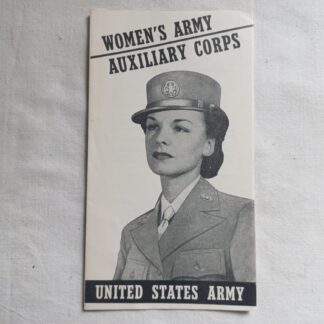 WOMEN'S ARMY
AUXILIARY CORPS
UNITED STATES ARMY